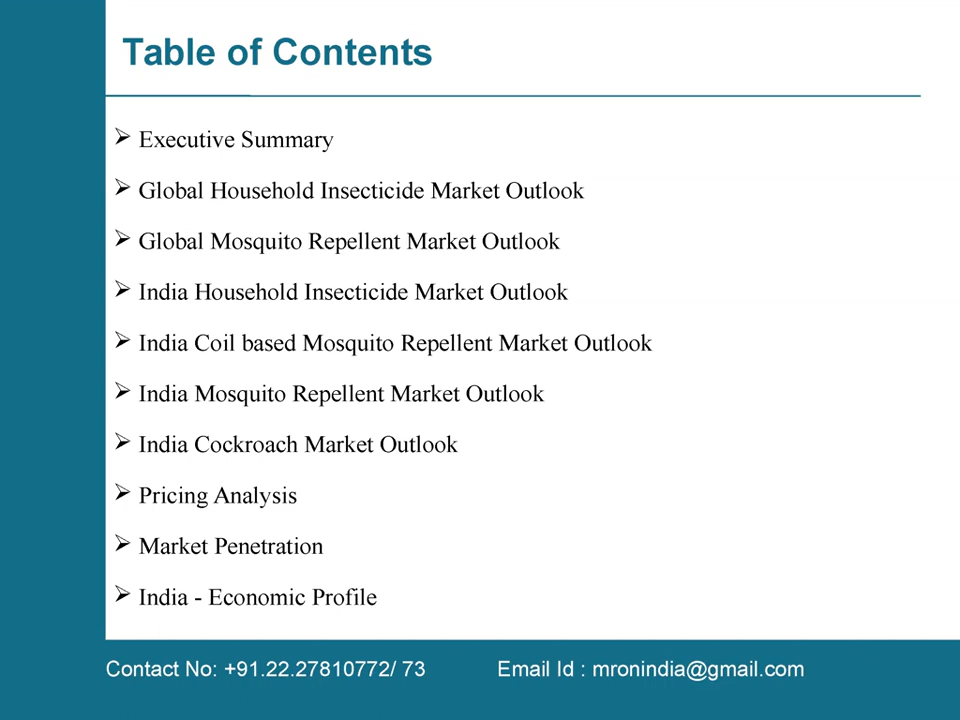 Table of Contents
➢ Executive Summary
➢ Global Household Insecticide Market Outlook
➢ Global Mosquito Repellent Market Outlook
➢ India Household Insecticide Market Outlook
➢ India Coil based Mosquito Repellent Market Outlook
➢ India Mosquito Repellent Market Outlook
➢ India Cockroach Market Outlook
➢ Pricing Analysis
➢ Market Penetration
➢ India - Economic Profile
Contact No: +91.22.27810772/ 73 Email Id : mronindia@gmail.com